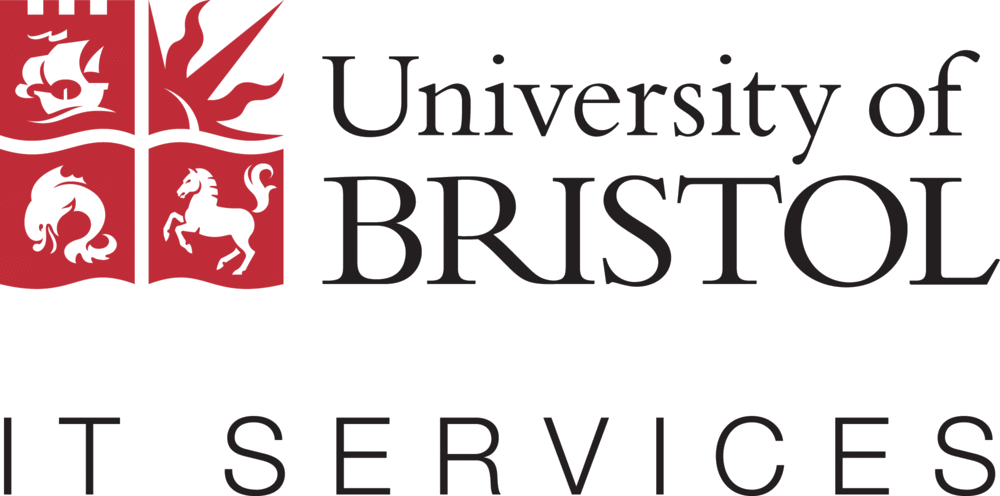 University of
BRISTOL
IT SERVICES